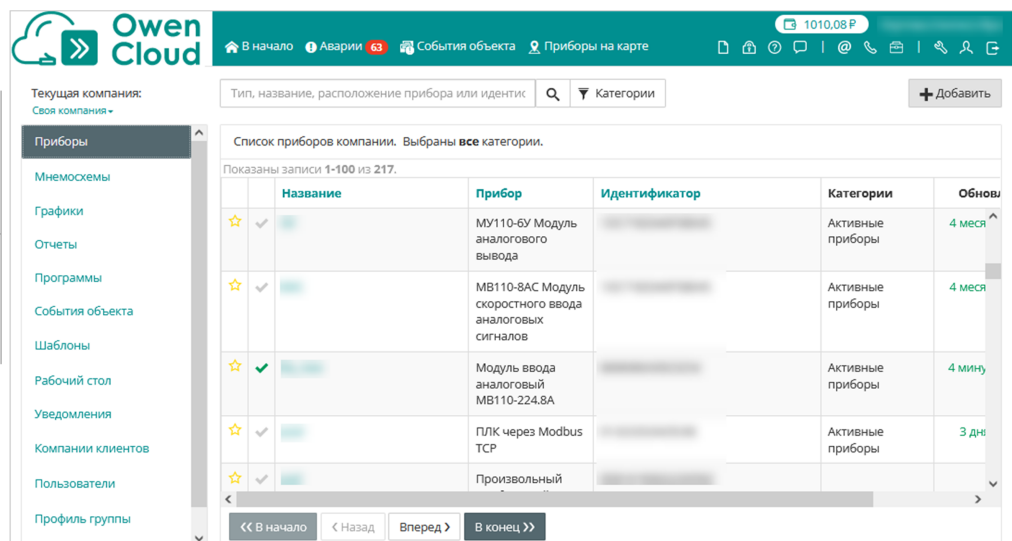 Owen
Cloud
1010,08 ₽
В начало Аварии 63 События объекта Приборы на карте
Текущая компания:
Своя компания
Тип, название, расположение прибора или иденти
Категории
Добавить
Приборы
Мнемосхемы
Графики
Отчеты
Программы
События объекта
Шаблоны
Рабочий стол
Уведомления
Компании клиентов
Пользователи
Профиль группы
Список приборов компании. Выбраны все категории.
Показаны записи 1-100 из 217.
Название Прибор Идентификатор Категории Обнов
МУ110-6У Модуль
аналогового
вывода
Активные
приборы
4 меся
МВ110-8АС Модуль
скоростного ввода
аналоговых
сигналов
Активные
приборы
4 меся
Модуль ввода
аналоговый
МВ110-224.8А
Активные
приборы
4 мину
ПЛК через Modbus
TCP
Активные
приборы
3 дн
Произвольный
В начало Назад Вперед В конец